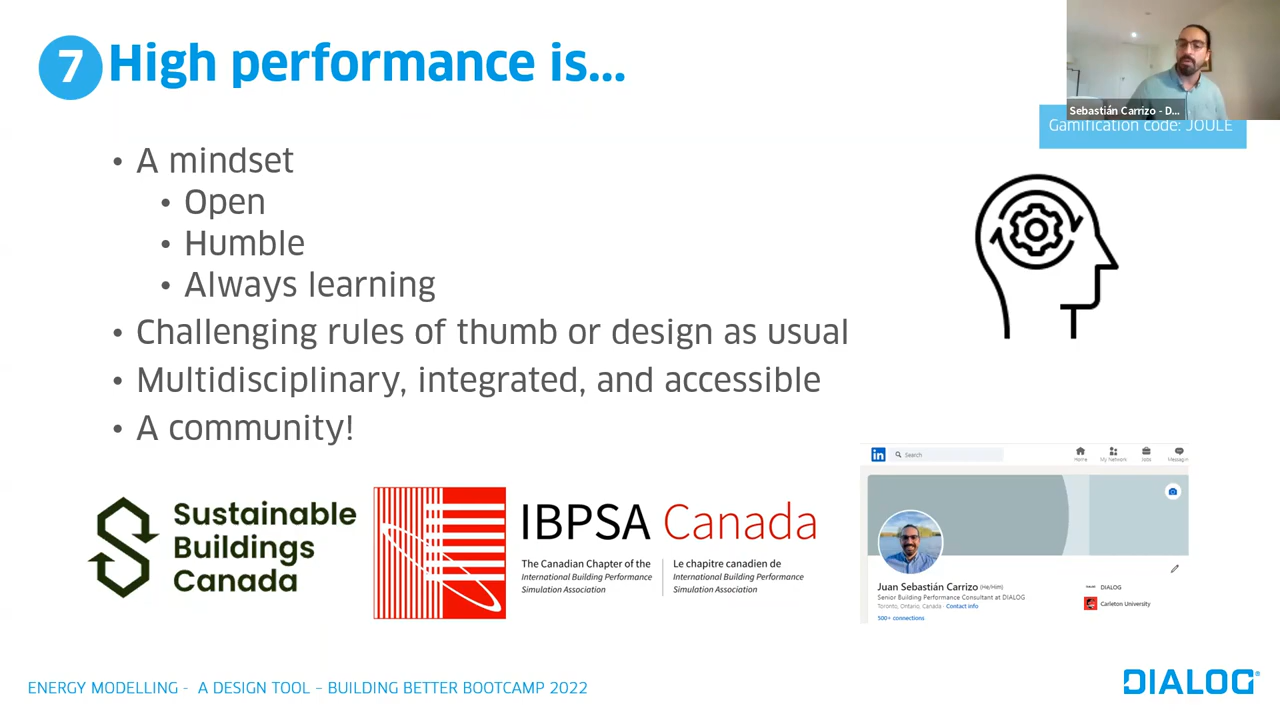 7 High performance is...
Sebastián Carrizo - D...
Gamification code: JOULE
• A mindset
• Open
• Humble
• Always learning
• Challenging rules of thumb or design as usual
• Multidisciplinary, integrated, and accessible
• A community!
Sustainable
Buildings
Canada
IBPSA Canada
The Canadian Chapter of the
International Building Performance
Simulation Association
Le chapitre canadien de
International Building Performance
Simulation Association
in Search
Home My Network Jobs Messagin
Juan Sebastián Carrizo (He/Him)
Senior Building Performance Consultant at DIALOG
Toronto, Ontario, Canada · Contact info
500+ connections
DIALOG DIALOG
Carleton University
ENERGY MODELLING - A DESIGN TOOL – BUILDING BETTER BOOTCAMP 2022
DIALOG®